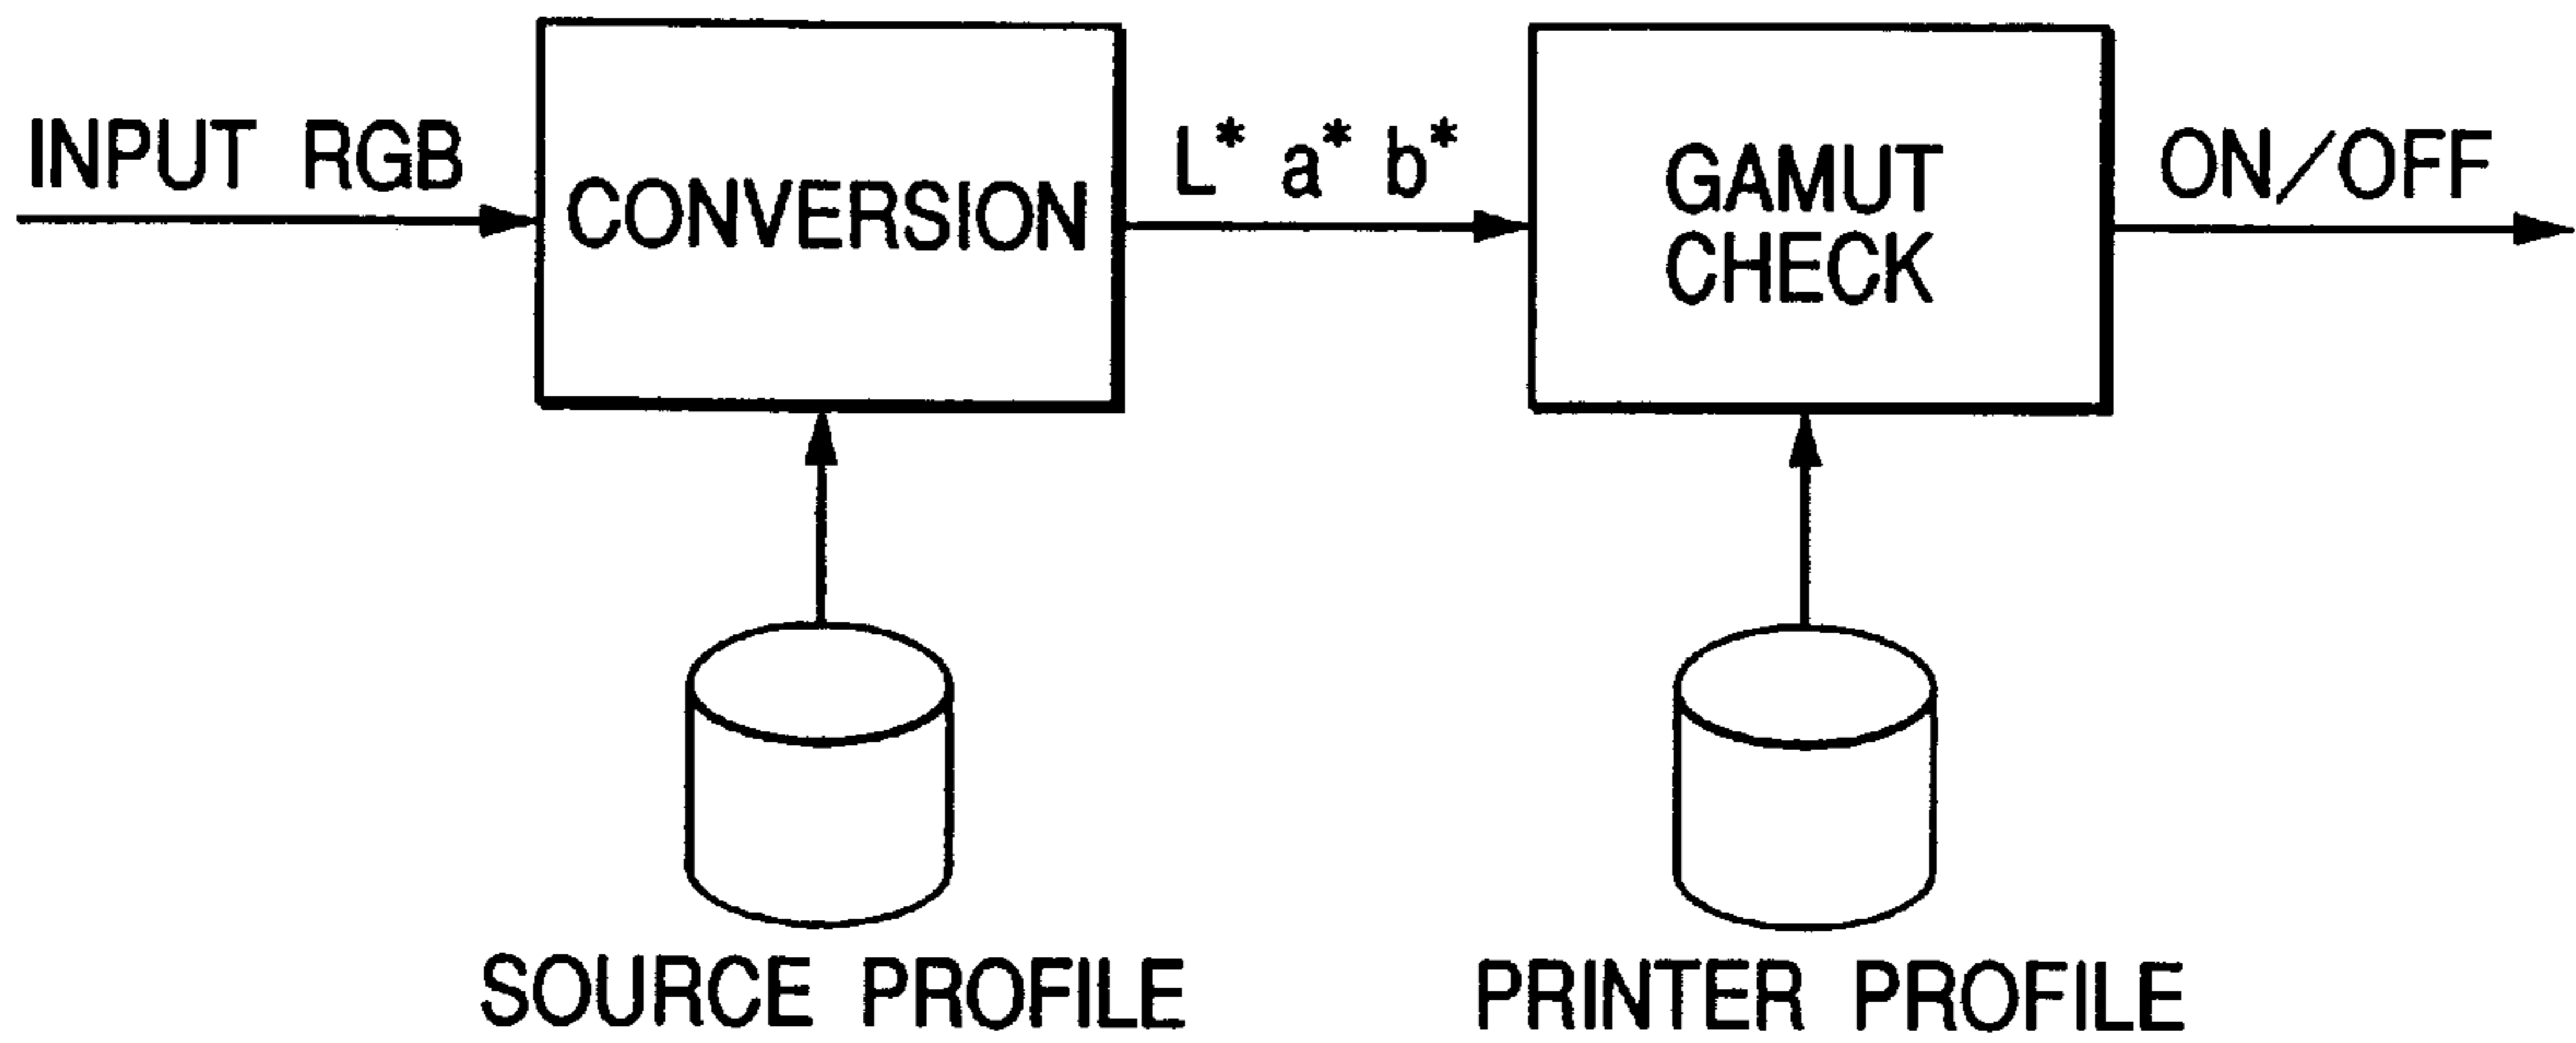 INPUT RGB
CONVERSION
L* a* b*
GAMUT
CHECK
ON/OFF
SOURCE PROFILE
PRINTER PROFILE